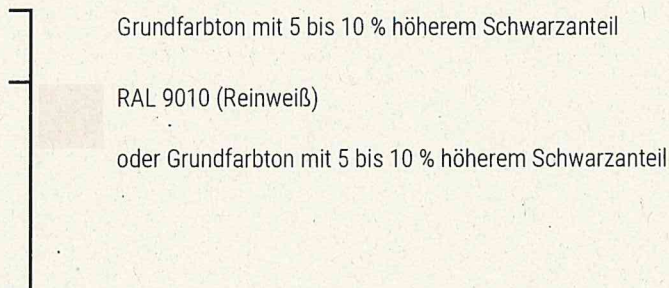 Grundfarbton mit 5 bis 10 % höherem Schwarzanteil
RAL 9010 (Reinweiß)
oder Grundfarbton mit 5 bis 10 % höherem Schwarzanteil